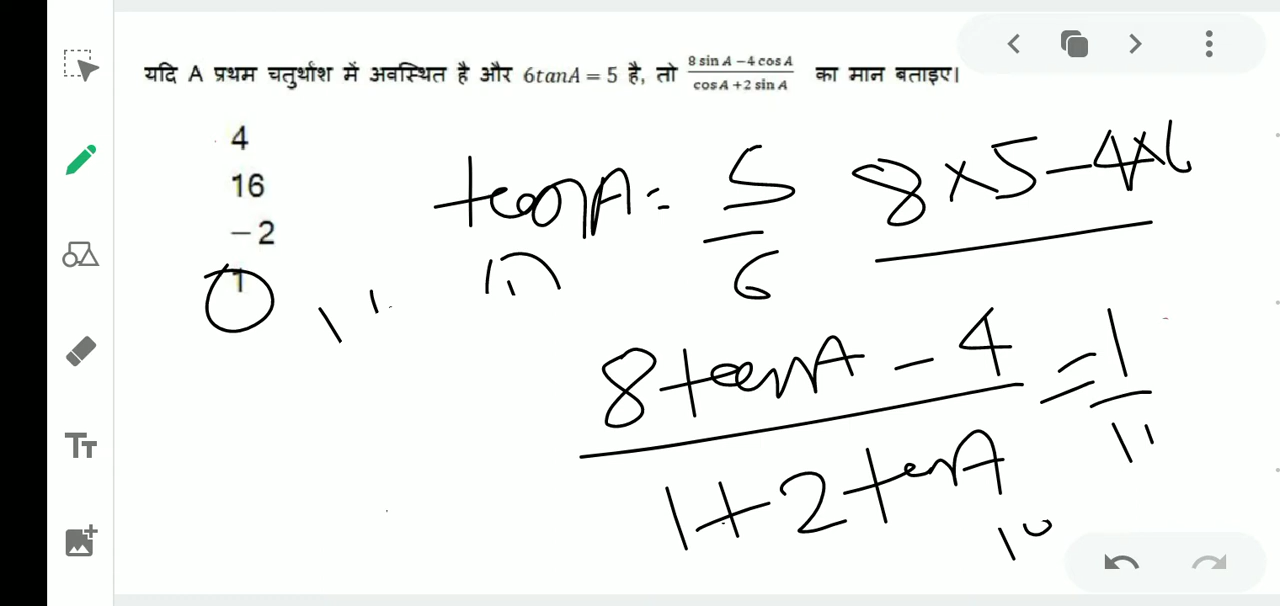 यदि A प्रथम चतुर्थांश में अवस्थित है और 6tanA = 5 है, तो (8 sin A − 4 cos A)/(cos A + 2 sin A) का मान बताइए।
4
16
−2
1
tanA = 5/6
8×5−4×6
(8tanA − 4)/(1+2tanA) = 1
Tт